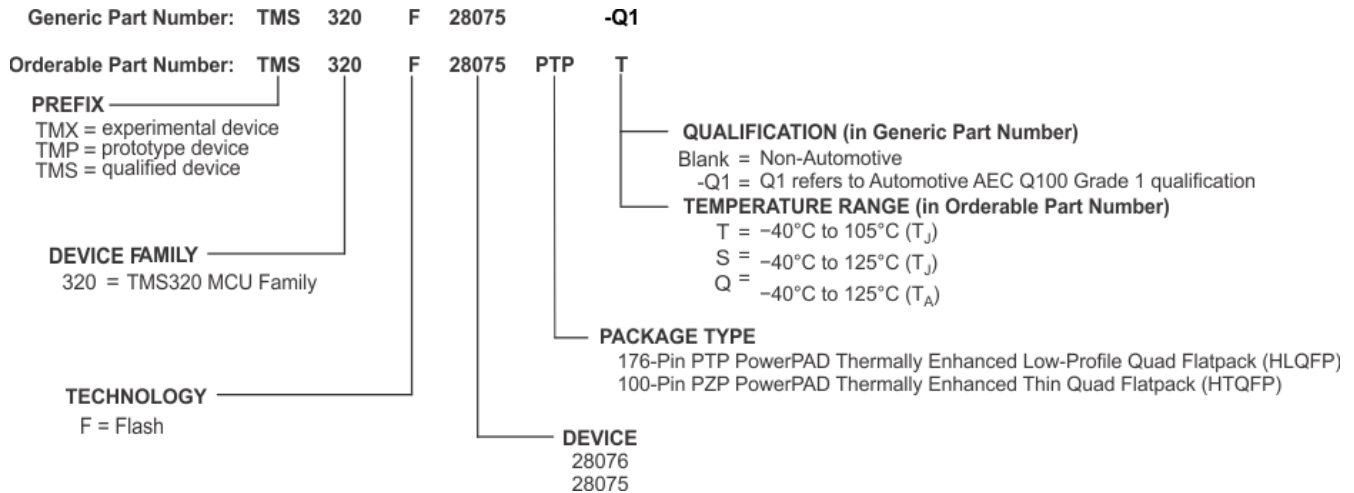 Generic Part Number: TMS 320 F 28075 -Q1
Orderable Part Number: TMS 320 F 28075 PTP T
PREFIX
TMX = experimental device
TMP = prototype device
TMS = qualified device
DEVICE FAMILY
320 = TMS320 MCU Family
TECHNOLOGY
F = Flash
DEVICE
28076
28075
PACKAGE TYPE
176-Pin PTP PowerPAD Thermally Enhanced Low-Profile Quad Flatpack (HLQFP)
100-Pin PZP PowerPAD Thermally Enhanced Thin Quad Flatpack (HTQFP)
QUALIFICATION (in Generic Part Number)
Blank = Non-Automotive
-Q1 = Q1 refers to Automotive AEC Q100 Grade 1 qualification
TEMPERATURE RANGE (in Orderable Part Number)
T = −40°C to 105°C (TJ)
S = −40°C to 125°C (TJ)
Q = −40°C to 125°C (TA)